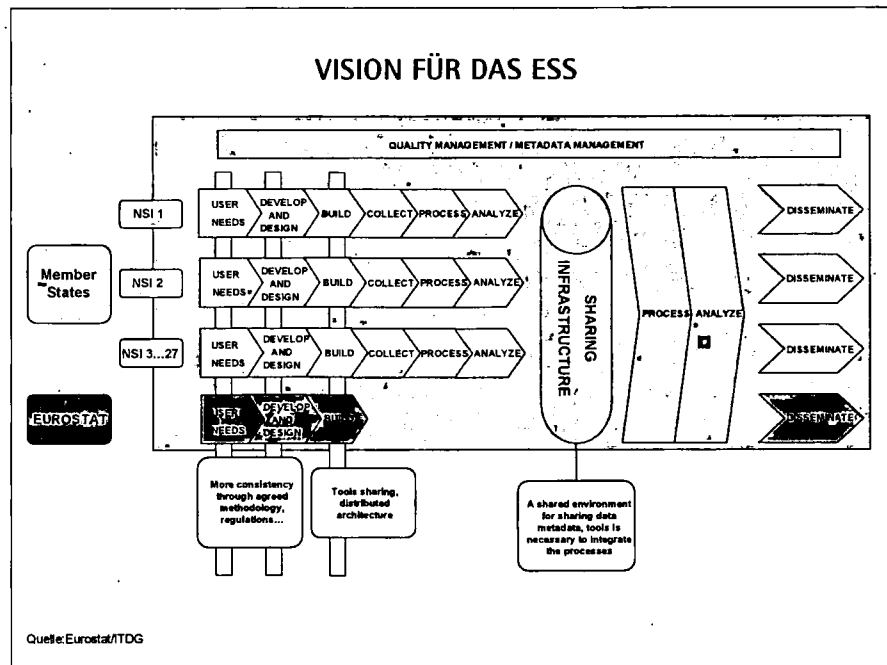 VISION FÜR DAS ESS
QUALITY MANAGEMENT / METADATA MANAGEMENT
NSI 1
USER
NEEDS
DEVELOP
AND
DESIGN
BUILD
COLLECT
PROCESS
ANALYZE
DISSEMINATE
Member
States
NSI 2
USER
NEEDS
DEVELOP
AND
DESIGN
BUILD
COLLECT
PROCESS
ANALYZE
SHARING
INFRASTRUCTURE
PROCESS
ANALYZE
DISSEMINATE
NSI 3...27
USER
NEEDS
DEVELOP
AND
DESIGN
BUILD
COLLECT
PROCESS
ANALYZE
DISSEMINATE
EUROSTAT
USER
NEEDS
DEVELOP
AND
DESIGN
BUILD
DISSEMINATE
More consistency
through agreed
methodology,
regulations...
Tools sharing,
distributed
architecture
A shared environment
for sharing data
metadata, tools is
necessary to integrate
the processes
Quelle:Eurostat/ITDG